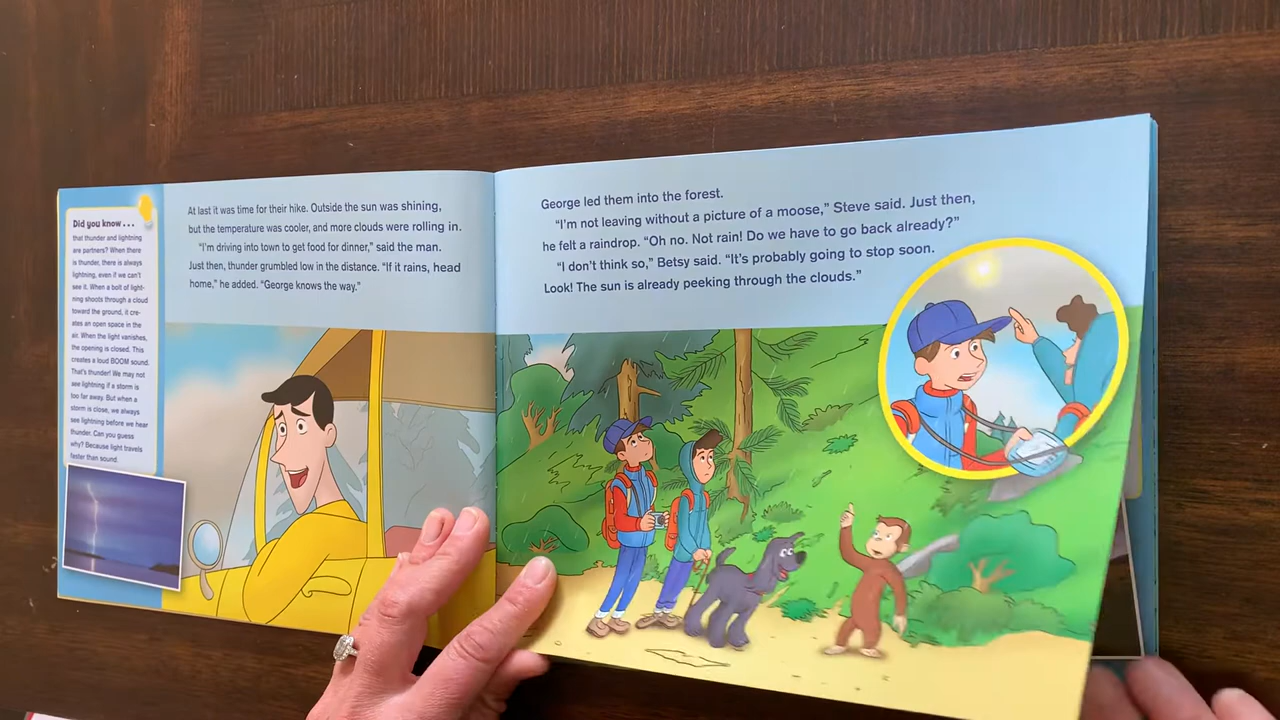 Did you know . . .
that thunder and lightning
are partners? When there
is thunder, there is always
lightning, even if we can't
see it. When a bolt of light-
ning shoots through a cloud
toward the ground, it cre-
ates an open space in the
air. When the light vanishes,
the opening is closed. This
creates a loud BOOM sound.
That's thunder! We may not
see lightning if a storm is
too far away. But when a
storm is close, we always
see lightning before we hear
thunder. Can you guess
why? Because light travels
faster than sound.
At last it was time for their hike. Outside the sun was shining,
but the temperature was cooler, and more clouds were rolling in.
“I'm driving into town to get food for dinner,” said the man.
Just then, thunder grumbled low in the distance. “If it rains, head
home,” he added. “George knows the way.”
George led them into the forest.
“I'm not leaving without a picture of a moose,” Steve said. Just then,
he felt a raindrop. “Oh no. Not rain! Do we have to go back already?”
“I don't think so,” Betsy said. “It's probably going to stop soon.
Look! The sun is already peeking through the clouds.”